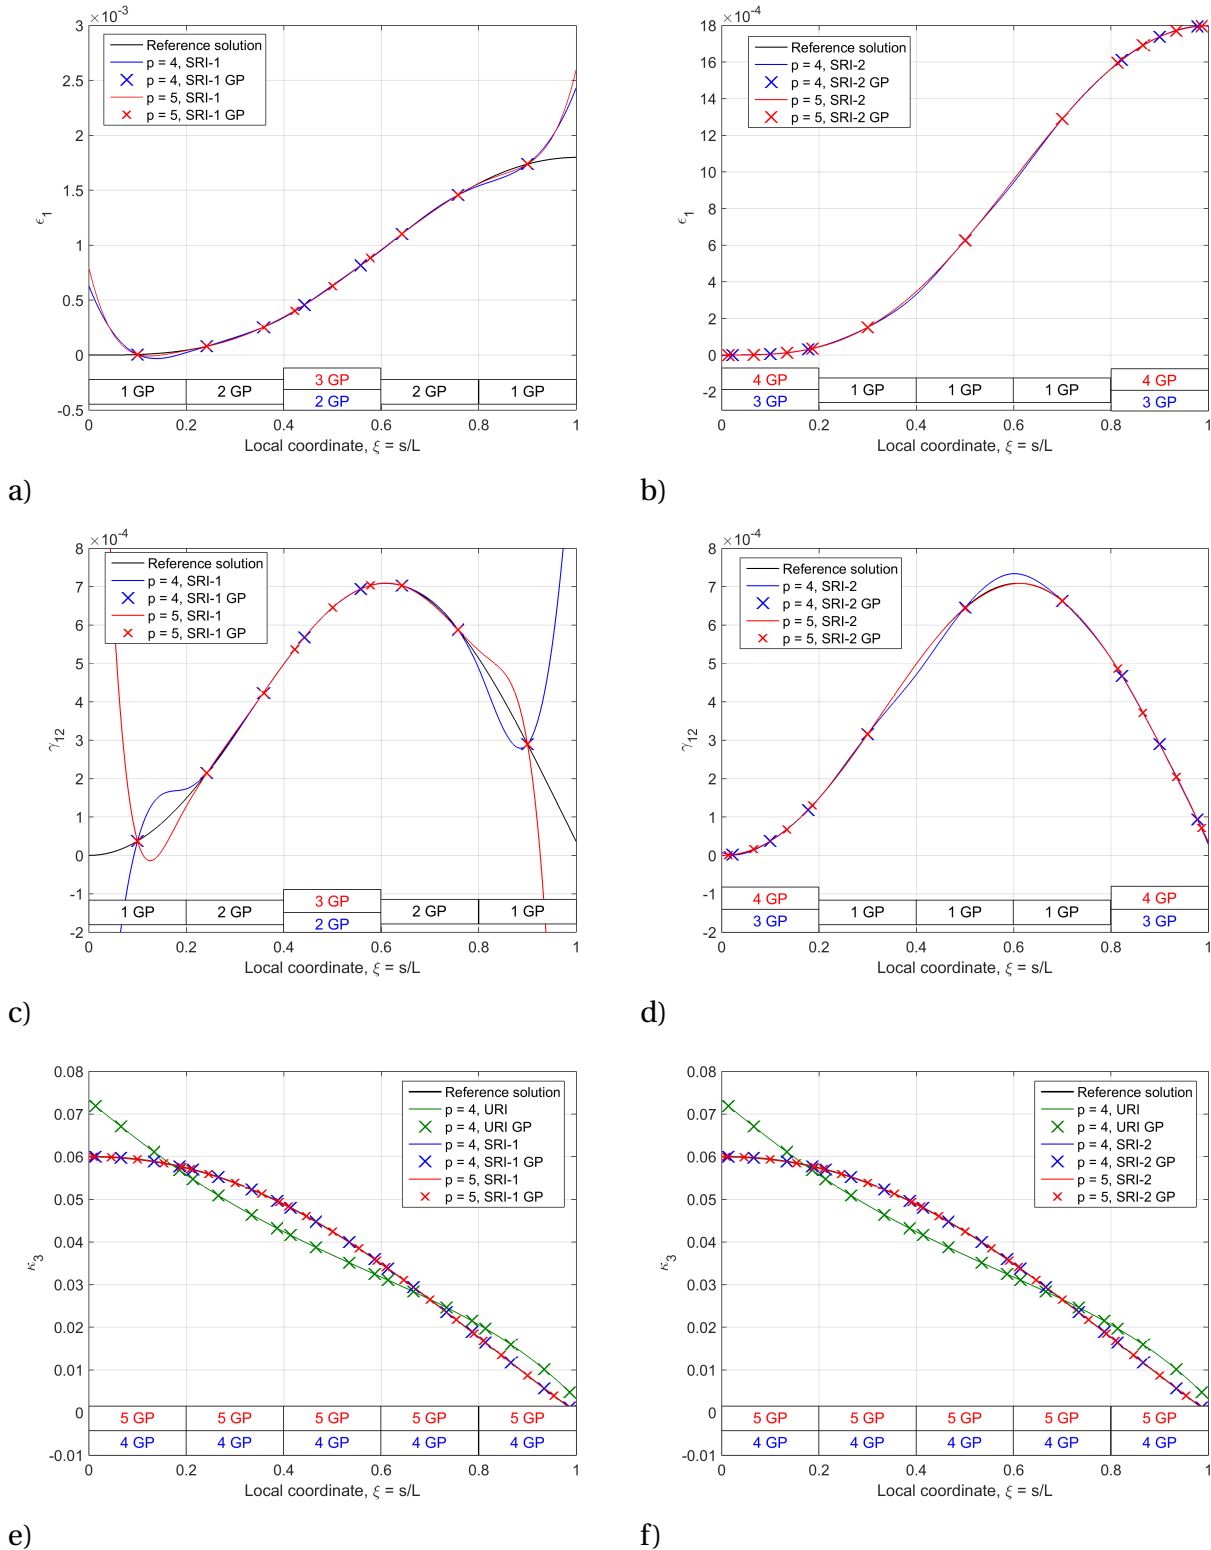 ×10⁻³
3
2.5
2
1.5
1
0.5
0
-0.5
ϵ₁
Reference solution
p = 4, SRI-1
p = 4, SRI-1 GP
p = 5, SRI-1
p = 5, SRI-1 GP
3 GP
1 GP 2 GP 2 GP 2 GP 1 GP
0 0.2 0.4 0.6 0.8 1
Local coordinate, ξ = s/L
a)
×10⁻⁴
18
16
14
12
10
8
6
4
2
0
-2
ϵ₁
Reference solution
p = 4, SRI-2
p = 4, SRI-2 GP
p = 5, SRI-2
p = 5, SRI-2 GP
4 GP 4 GP
1 GP 1 GP 1 GP
3 GP 3 GP
0 0.2 0.4 0.6 0.8 1
Local coordinate, ξ = s/L
b)
×10⁻⁴
8
7
6
5
4
3
2
1
0
-1
-2
γ₁₂
Reference solution
p = 4, SRI-1
p = 4, SRI-1 GP
p = 5, SRI-1
p = 5, SRI-1 GP
3 GP
1 GP 2 GP 2 GP 2 GP 1 GP
0 0.2 0.4 0.6 0.8 1
Local coordinate, ξ = s/L
c)
×10⁻⁴
8
7
6
5
4
3
2
1
0
-1
-2
γ₁₂
Reference solution
p = 4, SRI-2
p = 4, SRI-2 GP
p = 5, SRI-2
p = 5, SRI-2 GP
4 GP 4 GP
1 GP 1 GP 1 GP
3 GP 3 GP
0 0.2 0.4 0.6 0.8 1
Local coordinate, ξ = s/L
d)
0.08
0.07
0.06
0.05
0.04
0.03
0.02
0.01
0
-0.01
κ₃
Reference solution
p = 4, URI
p = 4, URI GP
p = 4, SRI-1
p = 4, SRI-1 GP
p = 5, SRI-1
p = 5, SRI-1 GP
5 GP 5 GP 5 GP 5 GP 5 GP
4 GP 4 GP 4 GP 4 GP 4 GP
0 0.2 0.4 0.6 0.8 1
Local coordinate, ξ = s/L
e)
0.08
0.07
0.06
0.05
0.04
0.03
0.02
0.01
0
-0.01
κ₃
Reference solution
p = 4, URI
p = 4, URI GP
p = 4, SRI-2
p = 4, SRI-2 GP
p = 5, SRI-2
p = 5, SRI-2 GP
5 GP 5 GP 5 GP 5 GP 5 GP
4 GP 4 GP 4 GP 4 GP 4 GP
0 0.2 0.4 0.6 0.8 1
Local coordinate, ξ = s/L
f)